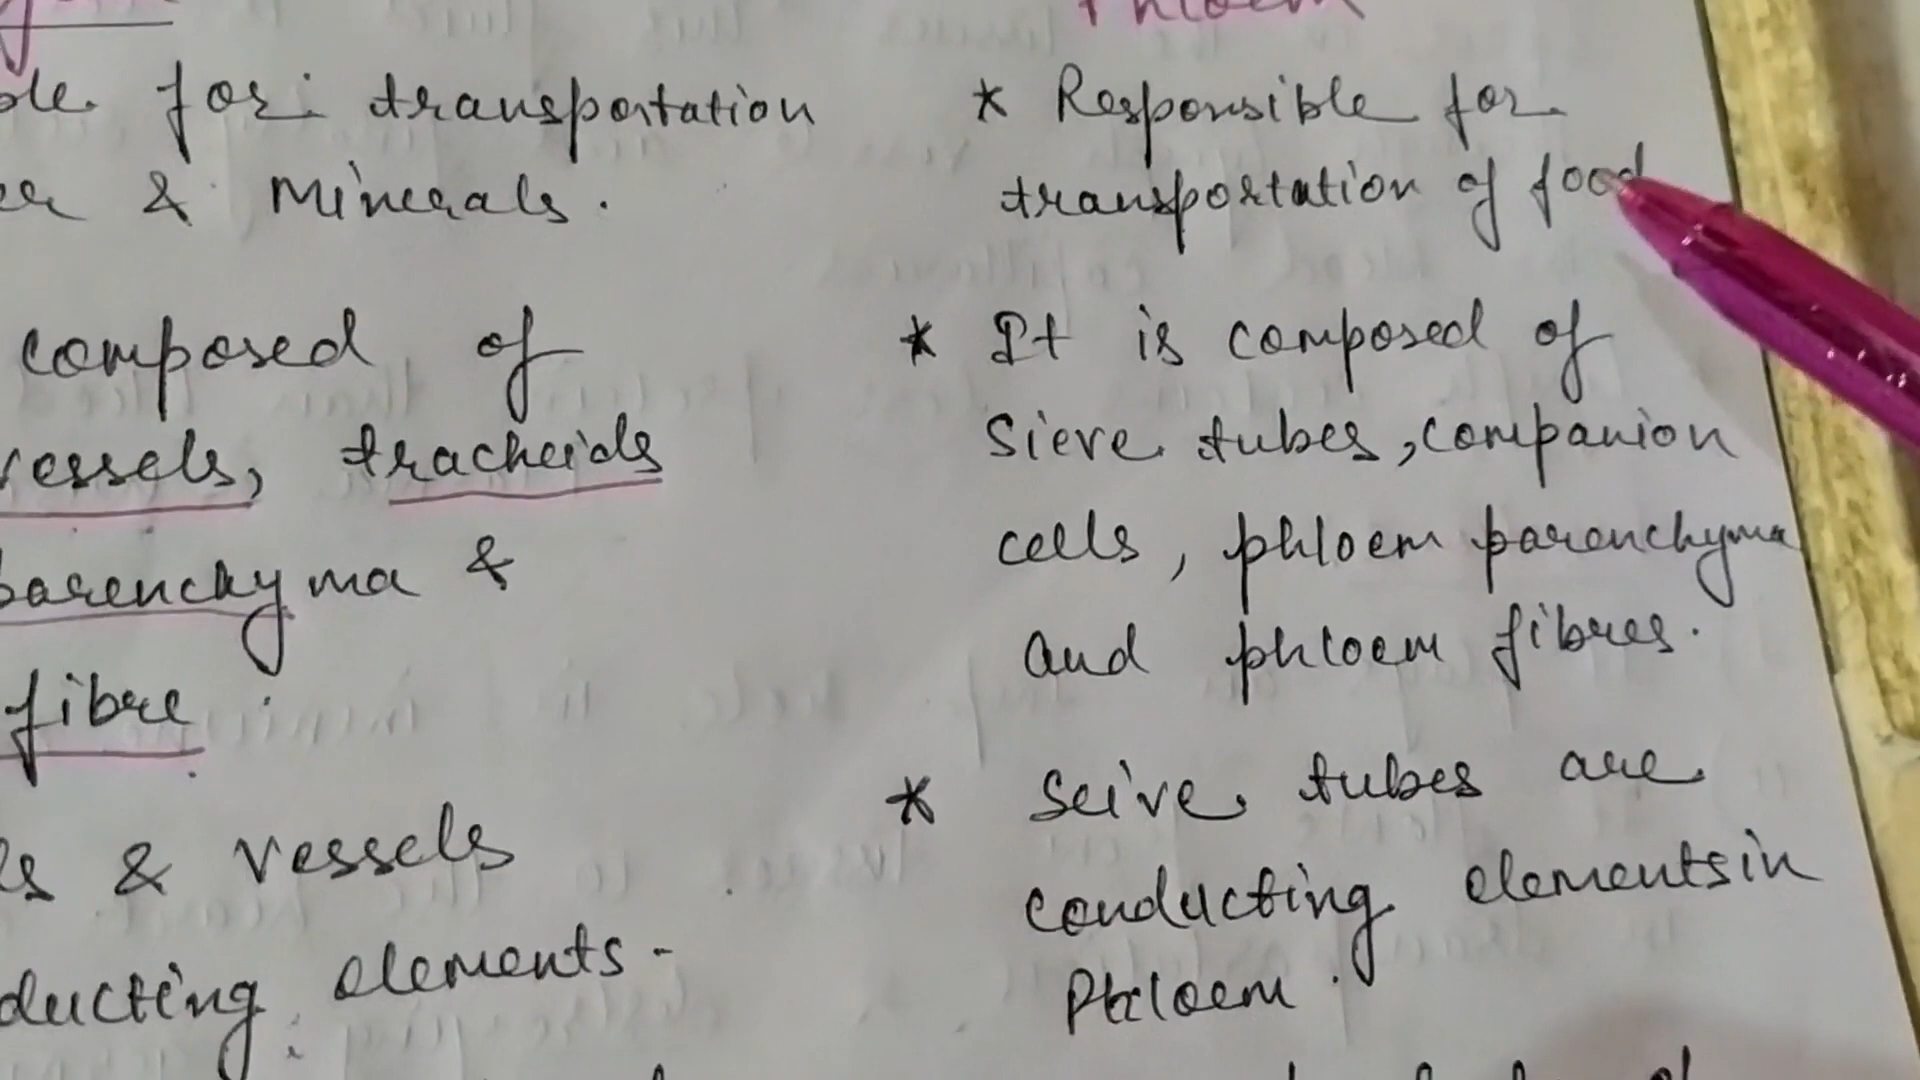 Phloem
for transportation
& Minerals.
composed of
vessels, tracheids
parenchyma &
fibre
& vessels
elements.
* Responsible for
transportation of food
* It is composed of
Sieve tubes, companion
cells, phloem parenchyma
and phloem fibres.
* Seive tubes are
conducting elements in
Phloem.